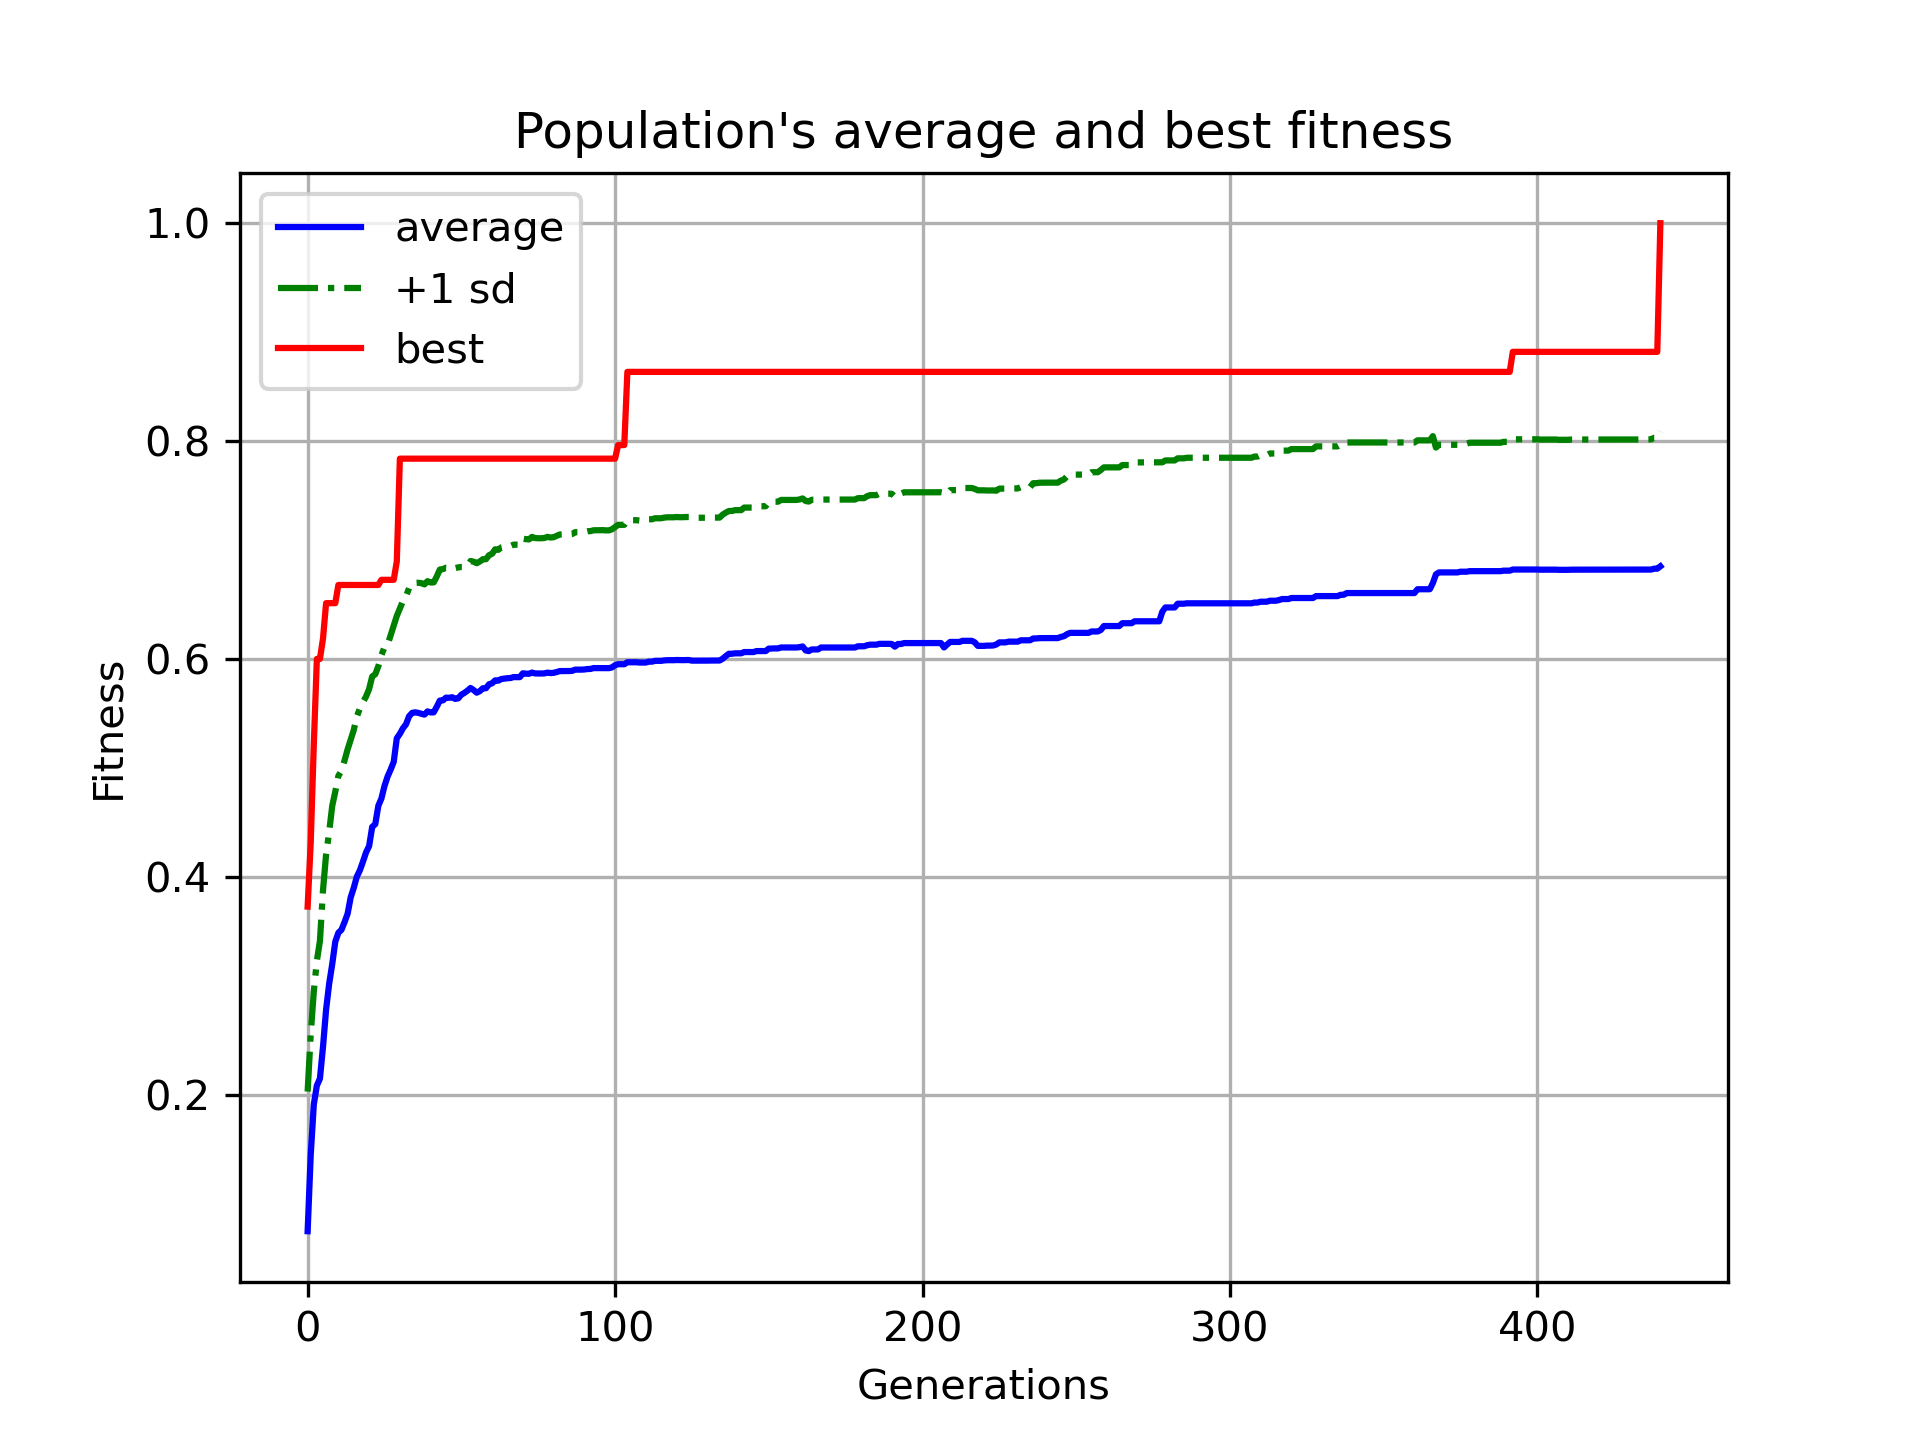 Population's average and best fitness
average
+1 sd
best
1.0
0.8
0.6
0.4
0.2
Fitness
0 100 200 300 400
Generations